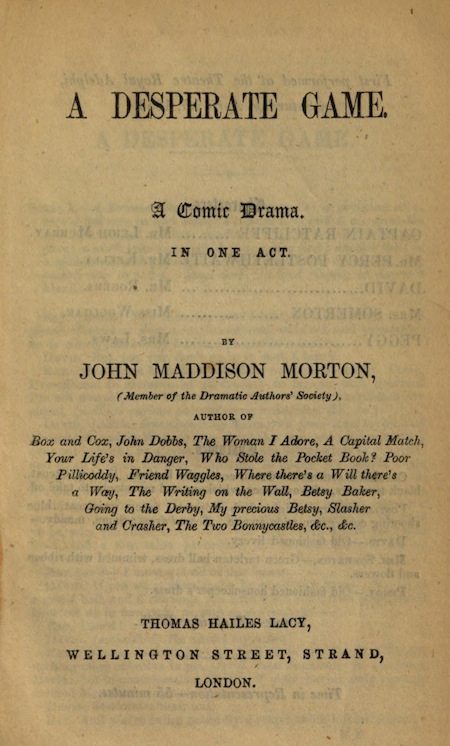 A DESPERATE GAME.
A Comic Drama.
IN ONE ACT.
BY
JOHN MADDISON MORTON,
(Member of the Dramatic Authors' Society),
AUTHOR OF
Box and Cox, John Dobbs, The Woman I Adore, A Capital Match,
Your Life's in Danger, Who Stole the Pocket Book? Poor
Pillicoddy, Friend Waggles, Where there's a Will there's
a Way, The Writing on the Wall, Betsy Baker,
Going to the Derby, My precious Betsy, Slasher
and Crasher, The Two Bonnycastles, &c., &c.
THOMAS HAILES LACY,
WELLINGTON STREET, STRAND,
LONDON.